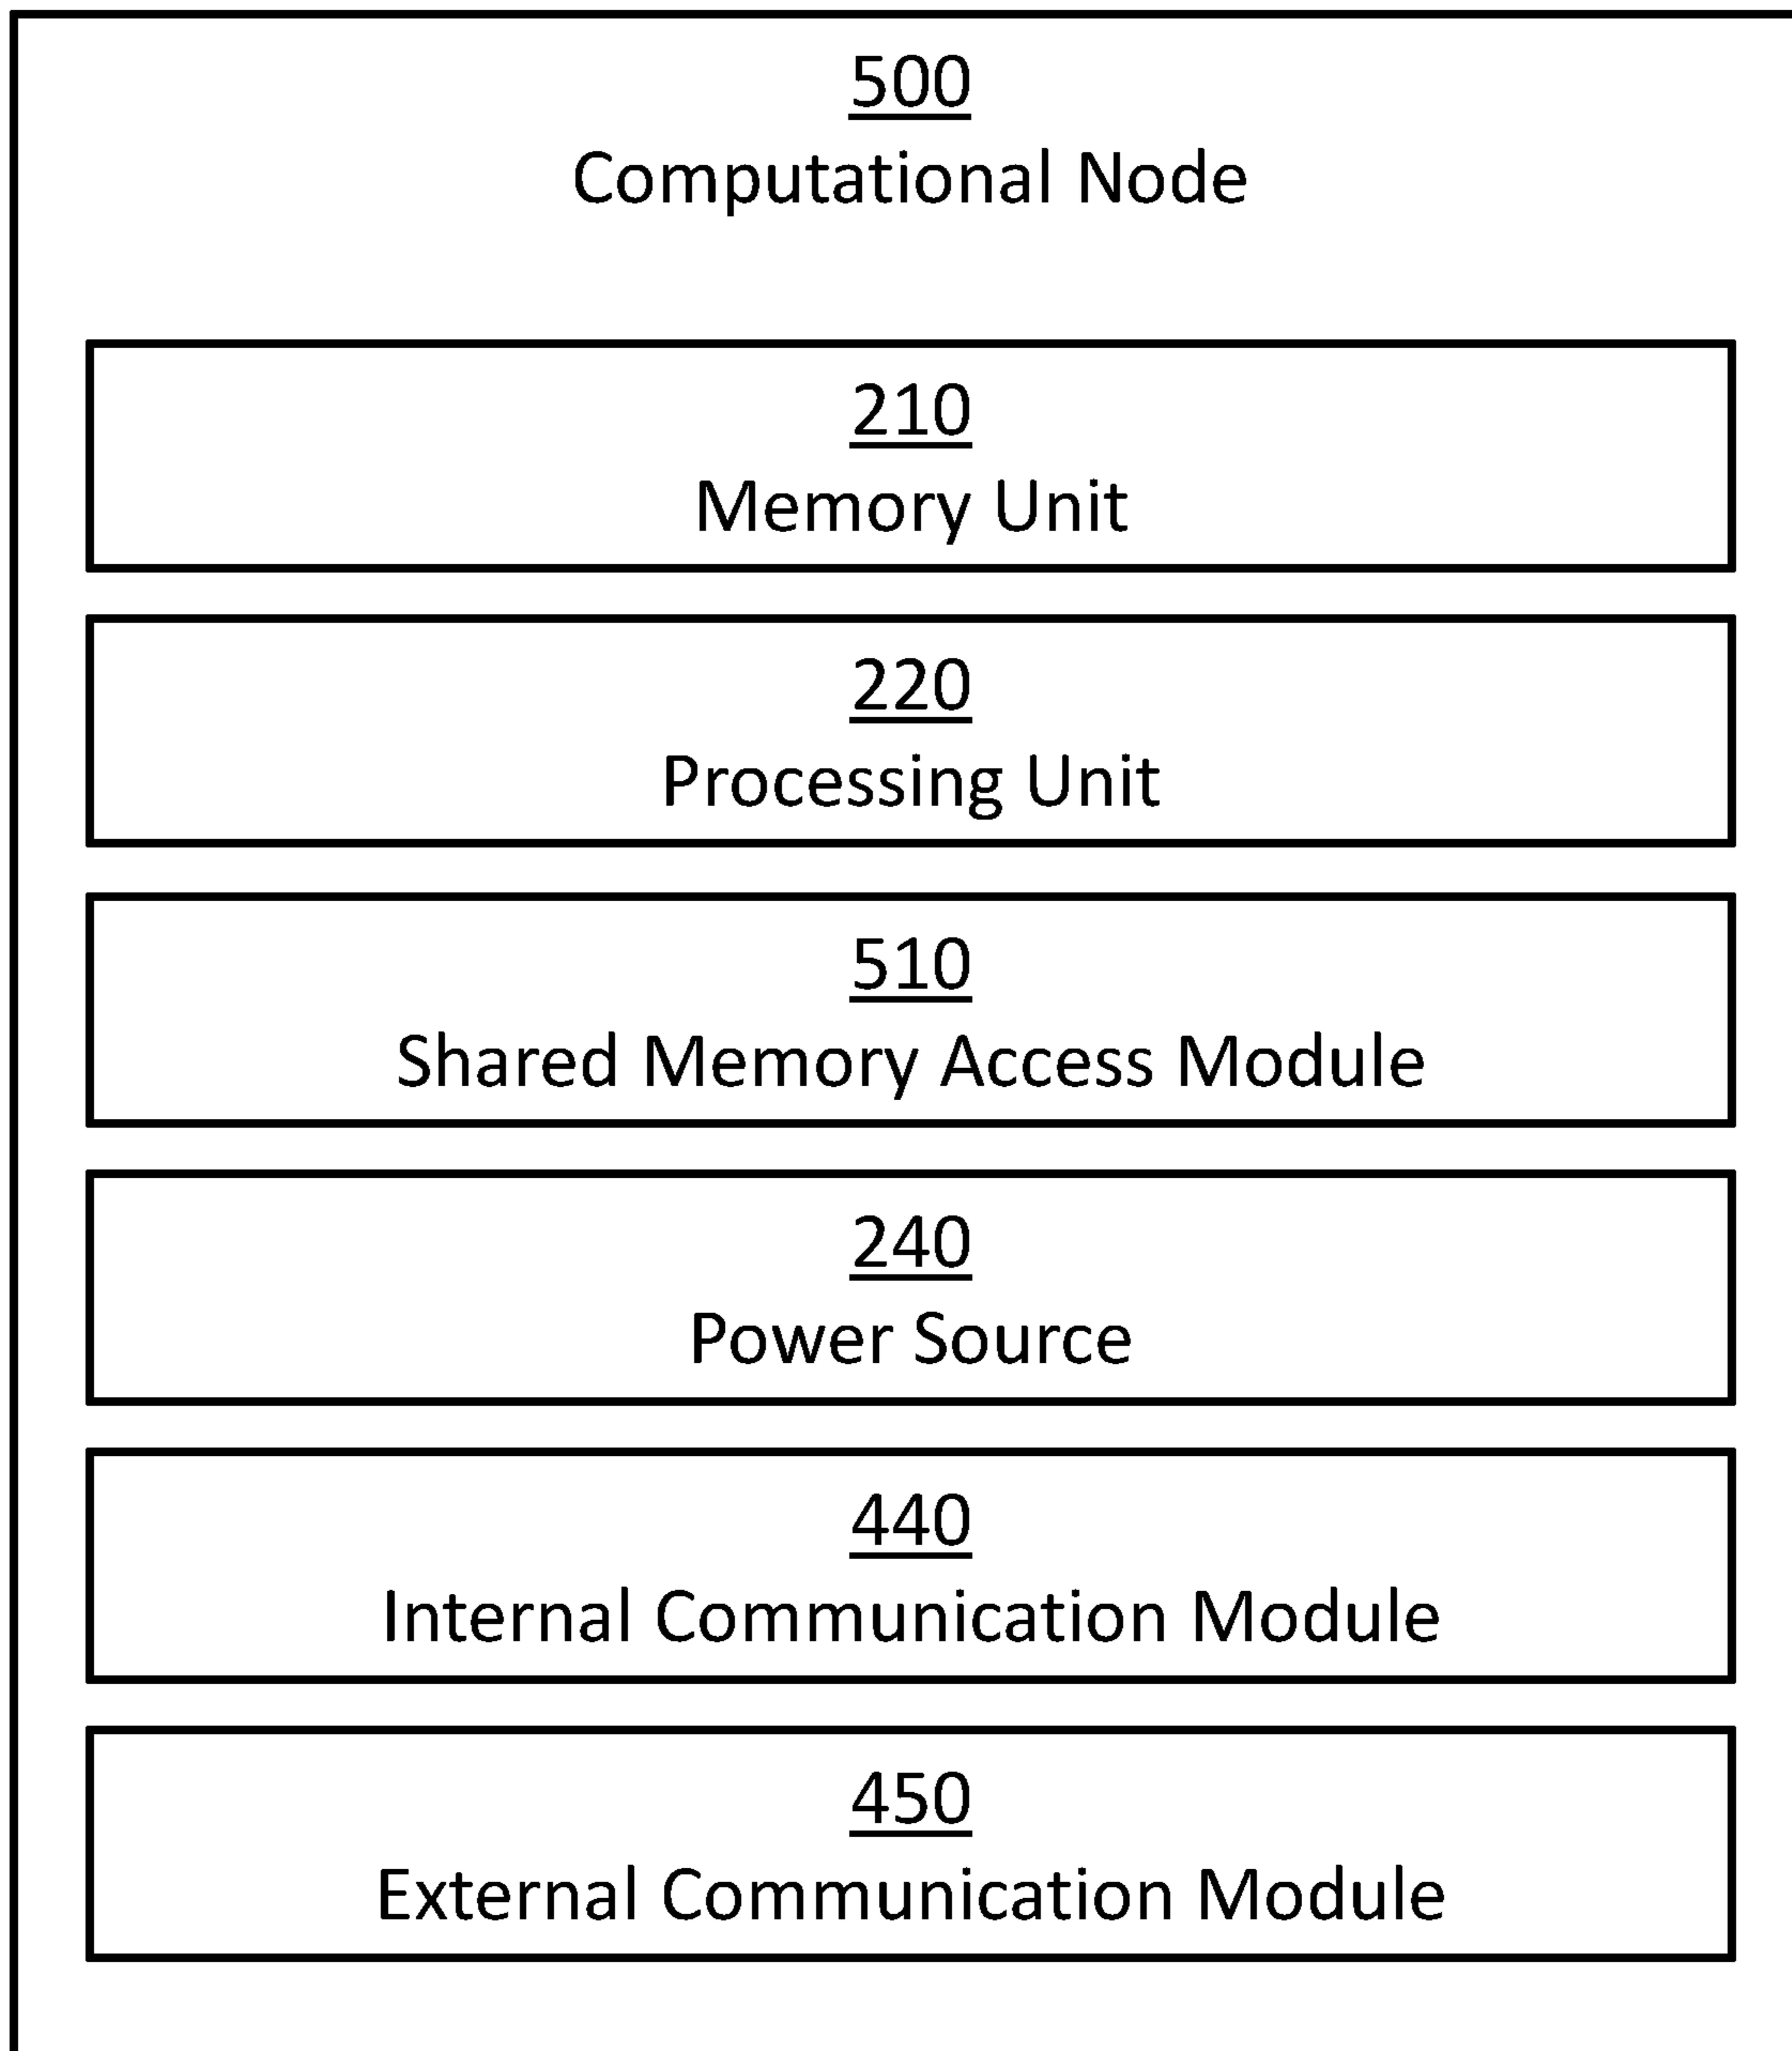 500
Computational Node
210
Memory Unit
220
Processing Unit
510
Shared Memory Access Module
240
Power Source
440
Internal Communication Module
450
External Communication Module